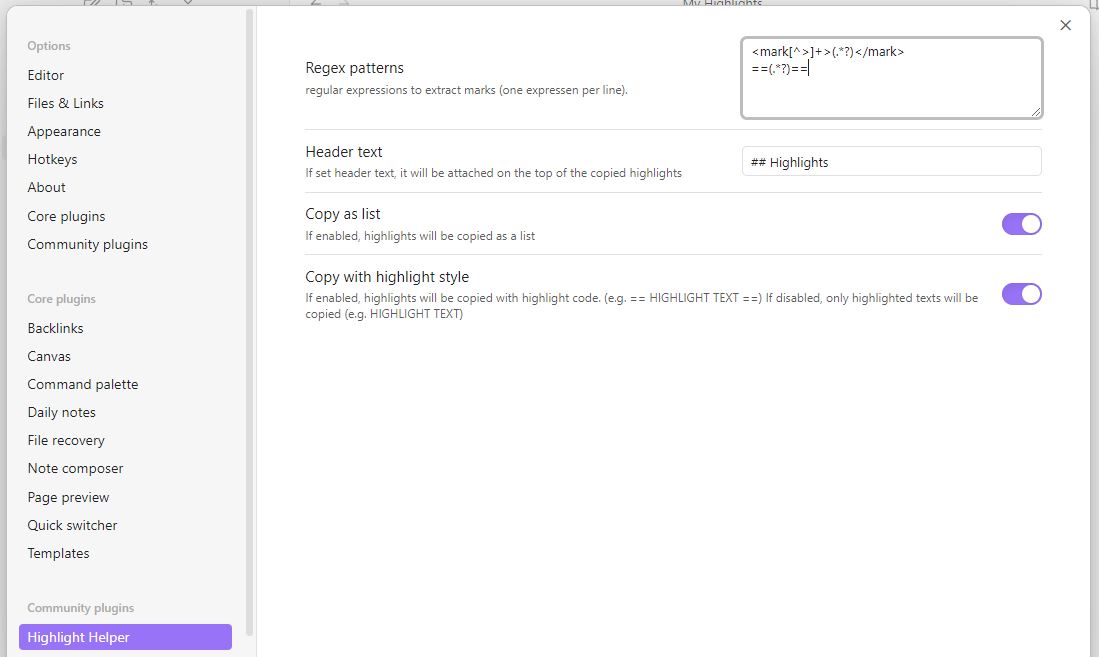 My Highlights
Options
Editor
Files & Links
Appearance
Hotkeys
About
Core plugins
Community plugins
Core plugins
Backlinks
Canvas
Command palette
Daily notes
File recovery
Note composer
Page preview
Quick switcher
Templates
Community plugins
Highlight Helper
Regex patterns
regular expressions to extract marks (one expressen per line).
<mark[^>]+>(.*?)</mark>
==(.*?)==
Header text
If set header text, it will be attached on the top of the copied highlights
## Highlights
Copy as list
If enabled, highlights will be copied as a list
Copy with highlight style
If enabled, highlights will be copied with highlight code. (e.g. == HIGHLIGHT TEXT ==) If disabled, only highlighted texts will be
copied (e.g. HIGHLIGHT TEXT)